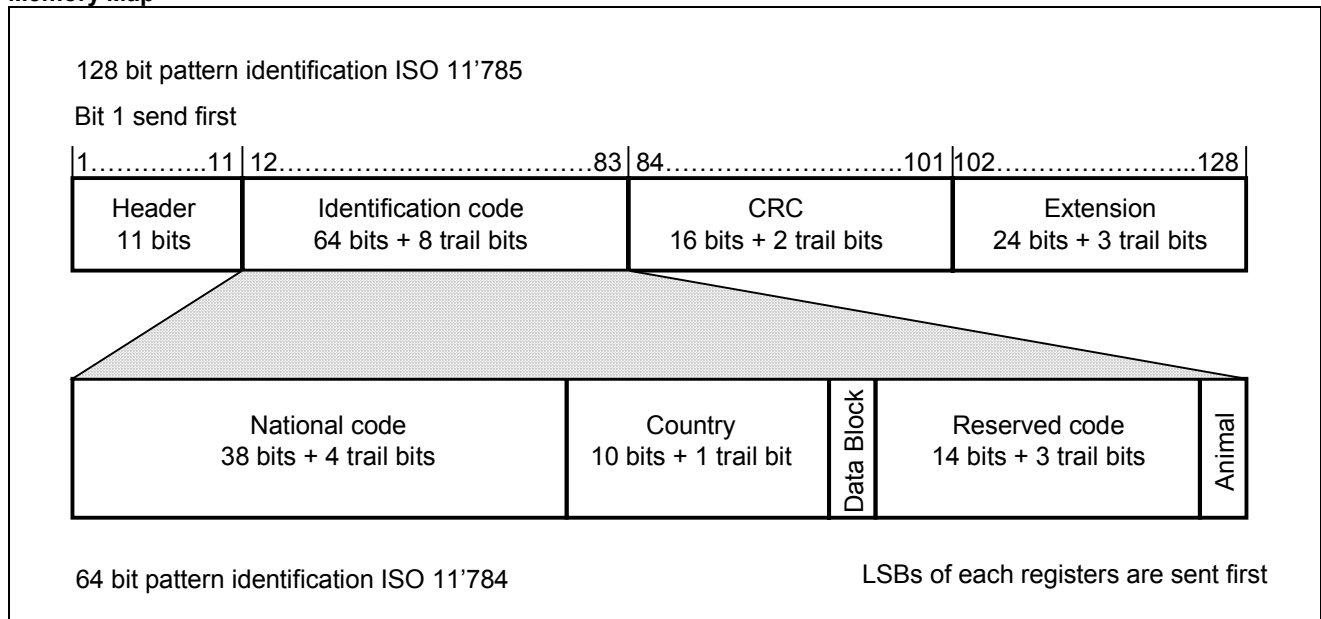 128 bit pattern identification ISO 11’785
Bit 1 send first
1…………..11 12……………………………….83 84……………………….101 102…………………..128
Header Identification code CRC Extension
11 bits 64 bits + 8 trail bits 16 bits + 2 trail bits 24 bits + 3 trail bits
National code Country Data Block Reserved code Animal
38 bits + 4 trail bits 10 bits + 1 trail bit 14 bits + 3 trail bits
64 bit pattern identification ISO 11’784 LSBs of each registers are sent first